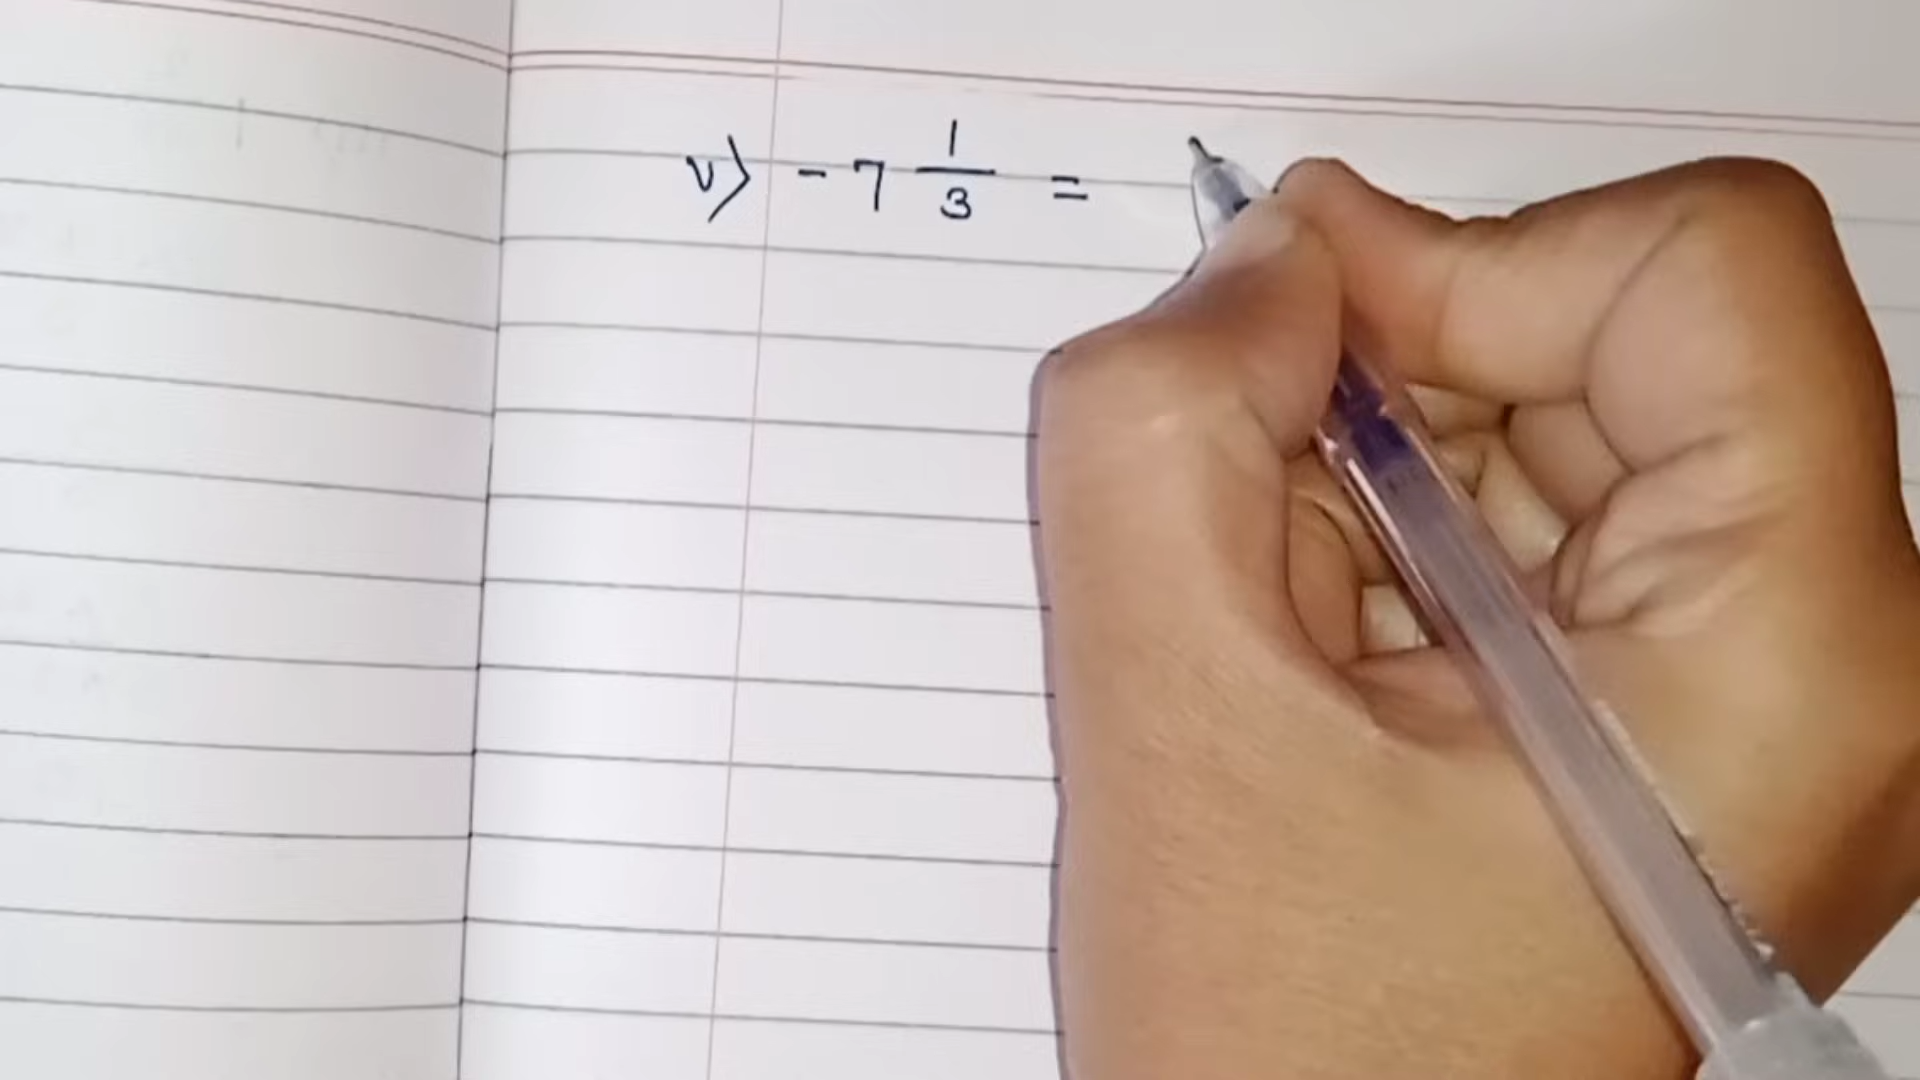 v) - 7 1/3 =